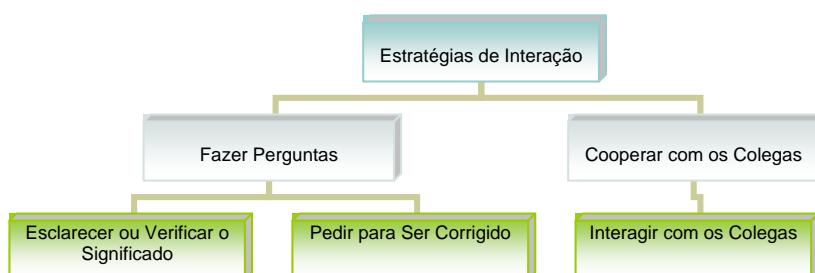 Estratégias de Interação
Fazer Perguntas
Cooperar com os Colegas
Esclarecer ou Verificar o
Significado
Pedir para Ser Corrigido
Interagir com os Colegas